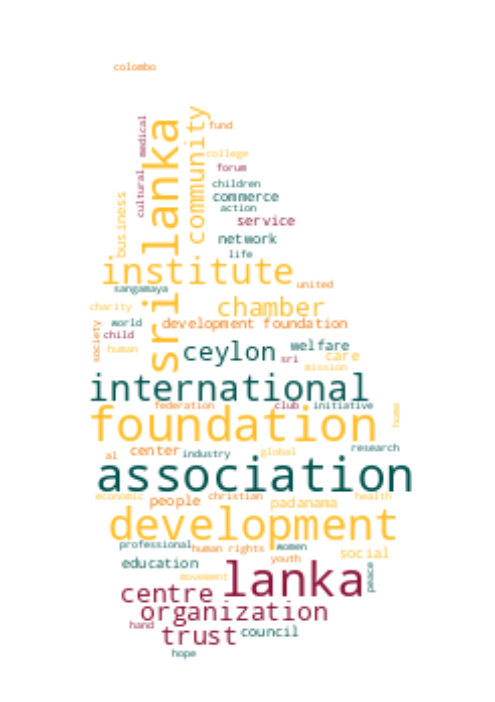 colombo
medical
sri lanka
community
fund
college
forum
cultural
children
commerce
action
business
service
network
life
institute
sangamaya
united
charity
chamber
world
development foundation
society
child
human
ceylon
welfare
sri
care
mission
international
federation
club
initiative
home
foundation
al
center
industry
global
research
association
economic
people
christian
padanama
health
development
professional
human rights
women
social
education
youth
movement
peace
lanka
centre
organization
hand
trust
council
hope